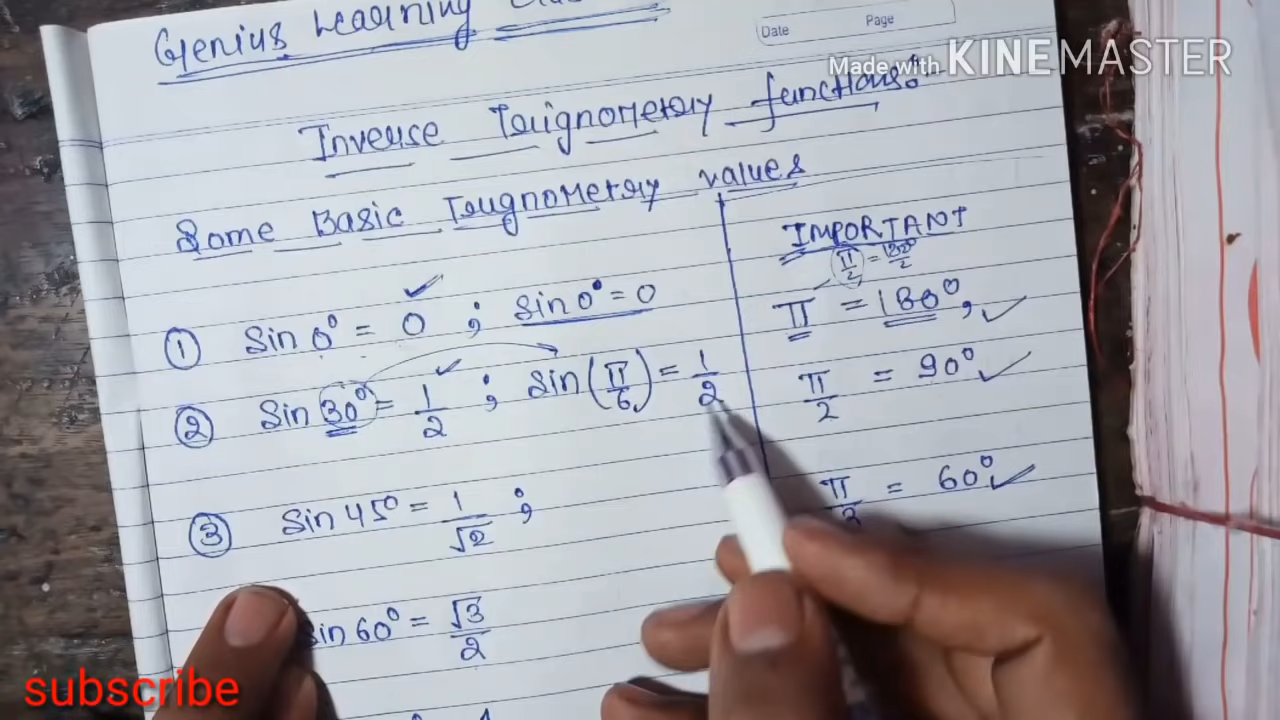 Genius Learning
Date Page
Made with KINEMASTER
Inverse Trignometry functions:-
Some Basic Trignometry values
① Sin 0° = 0 ; Sin 0° = 0
② Sin 30° = 1/2 ; Sin (π/6) = 1/2
③ Sin 45° = 1/√2 ;
Sin 60° = √3/2
IMPORTANT
π/2 = 180°/2
π = 180°,
π/2 = 90°
π/3 = 60°
subscribe